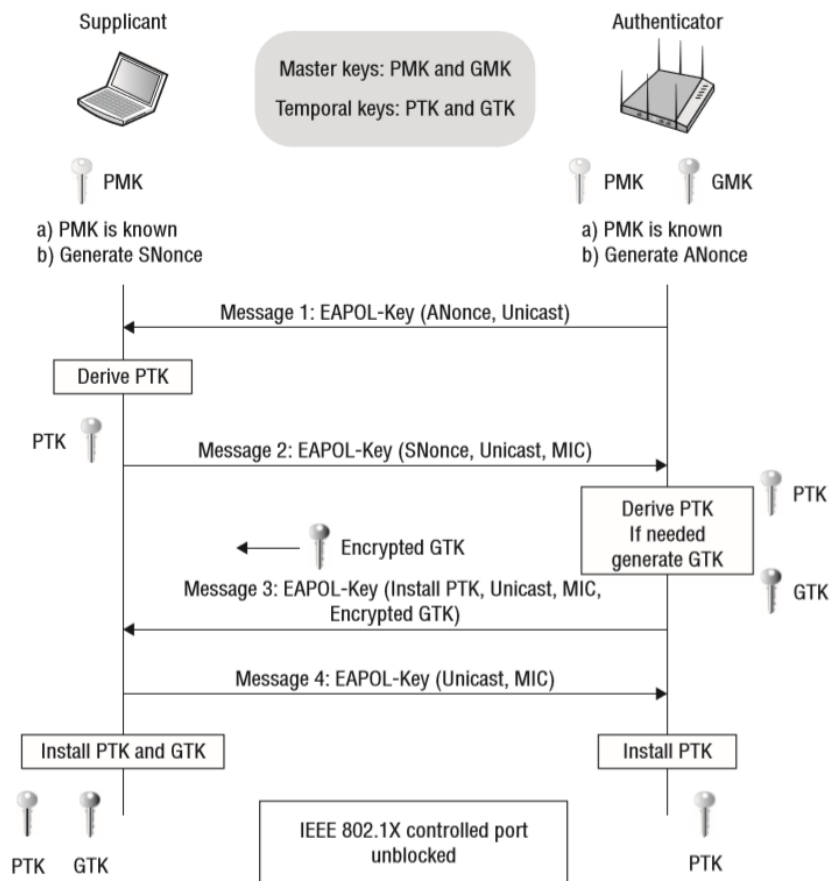 Supplicant
Authenticator
Master keys: PMK and GMK
Temporal keys: PTK and GTK
PMK
PMK
GMK
a) PMK is known
b) Generate SNonce
a) PMK is known
b) Generate ANonce
Message 1: EAPOL-Key (ANonce, Unicast)
Derive PTK
PTK
Message 2: EAPOL-Key (SNonce, Unicast, MIC)
PTK
Derive PTK
If needed
generate GTK
Encrypted GTK
GTK
Message 3: EAPOL-Key (Install PTK, Unicast, MIC,
Encrypted GTK)
Message 4: EAPOL-Key (Unicast, MIC)
Install PTK and GTK
Install PTK
IEEE 802.1X controlled port
unblocked
PTK
GTK
PTK